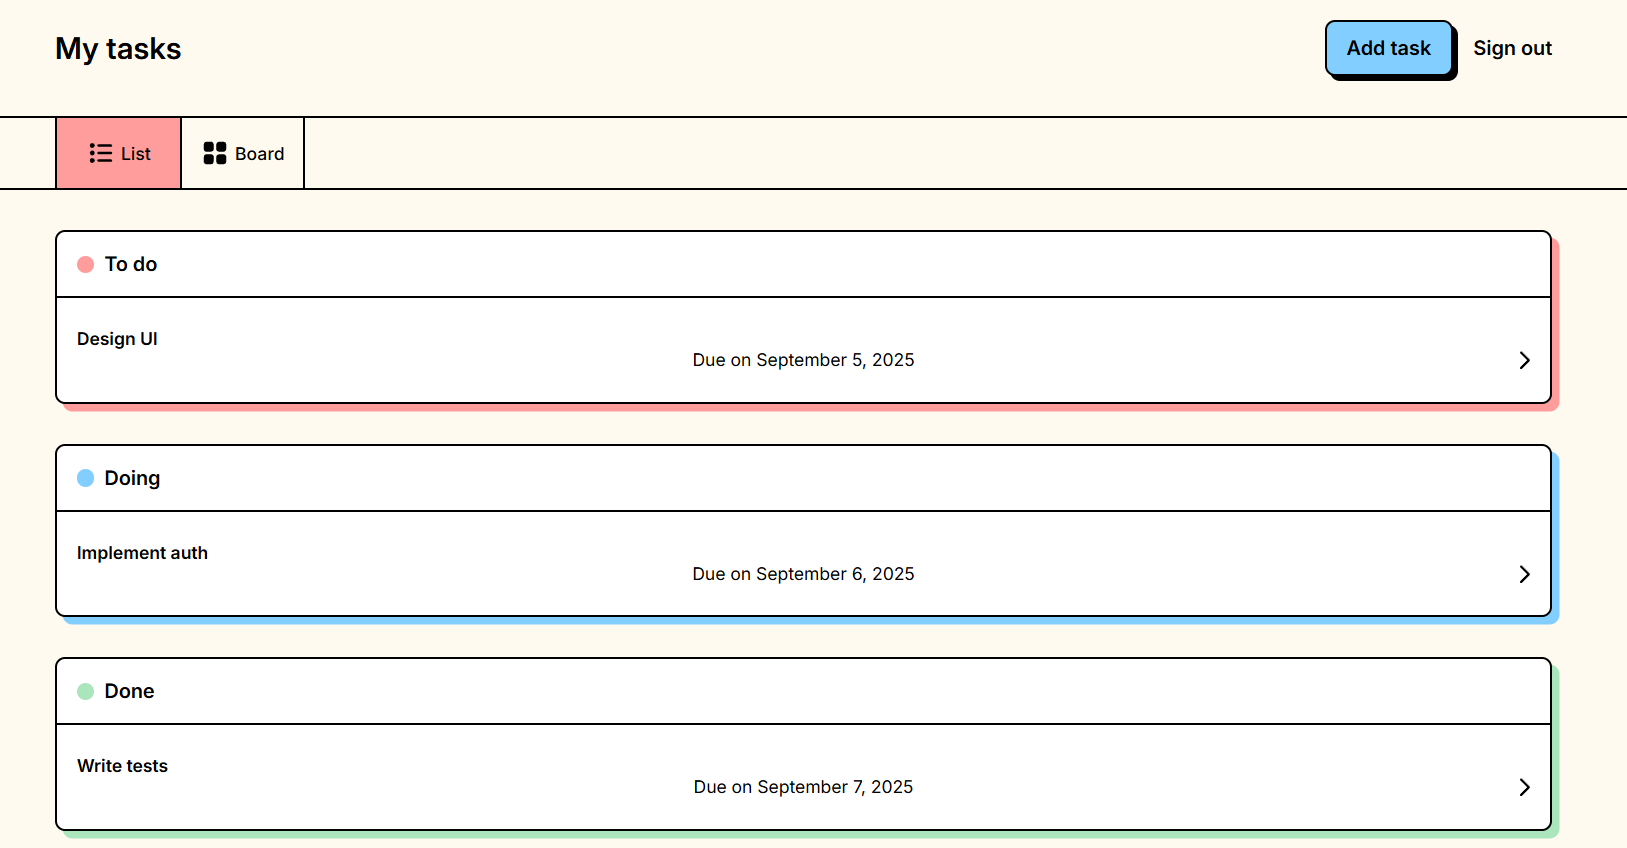 My tasks
Add task
Sign out
List
Board
To do
Design UI
Due on September 5, 2025
Doing
Implement auth
Due on September 6, 2025
Done
Write tests
Due on September 7, 2025